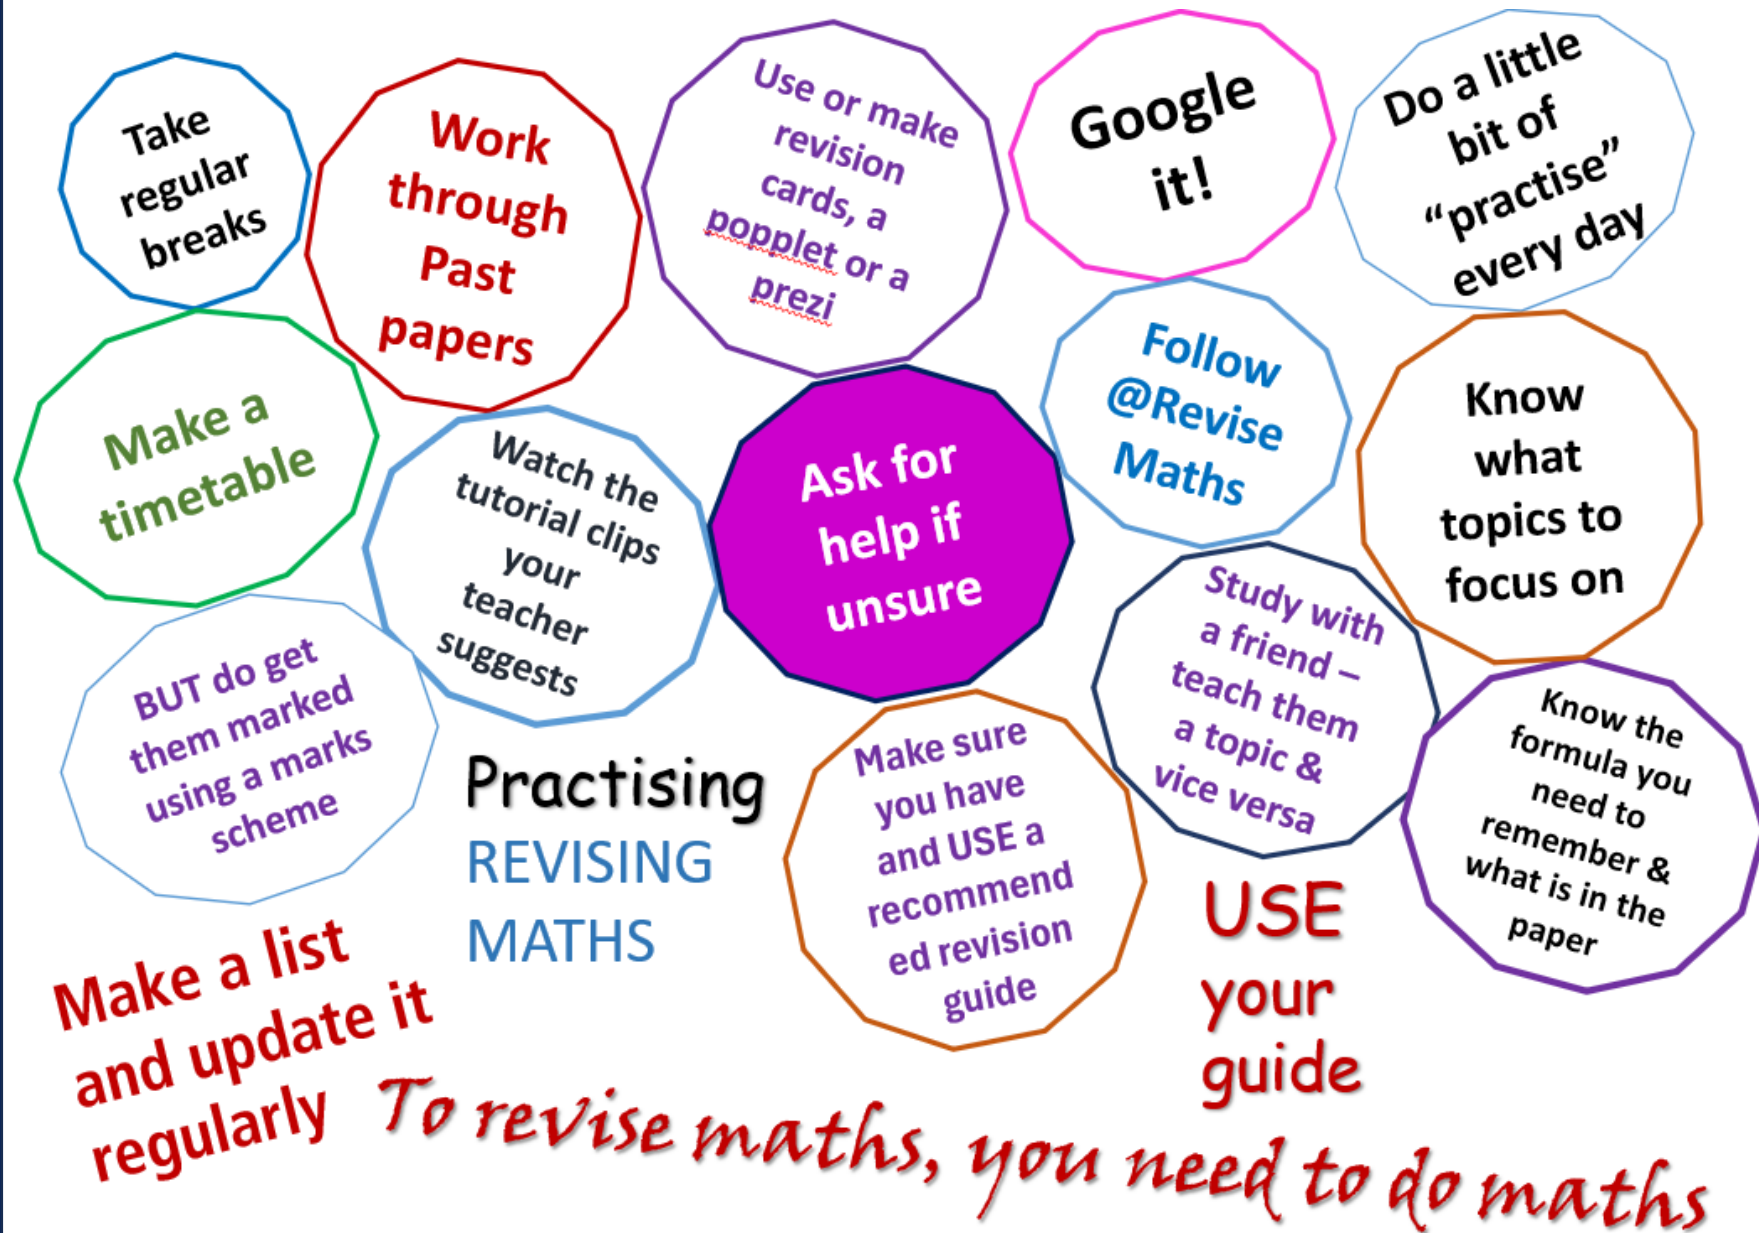 Take
regular
breaks
Work
through
Past
papers
Use or make
revision
cards, a
popplet or a
prezi
Google
it!
Do a little
bit of
“practise”
every day
Make a
timetable
Watch the
tutorial clips
your
teacher
suggests
Ask for
help if
unsure
Follow
@Revise
Maths
Know
what
topics to
focus on
BUT do get
them marked
using a marks
scheme
Practising
REVISING
MATHS
Make sure
you have
and USE a
recommend
ed revision
guide
Study with
a friend –
teach them
a topic &
vice versa
Know the
formula you
need to
remember &
what is in the
paper
USE
your
guide
Make a list
and update it
regularly
To revise maths, you need to do maths